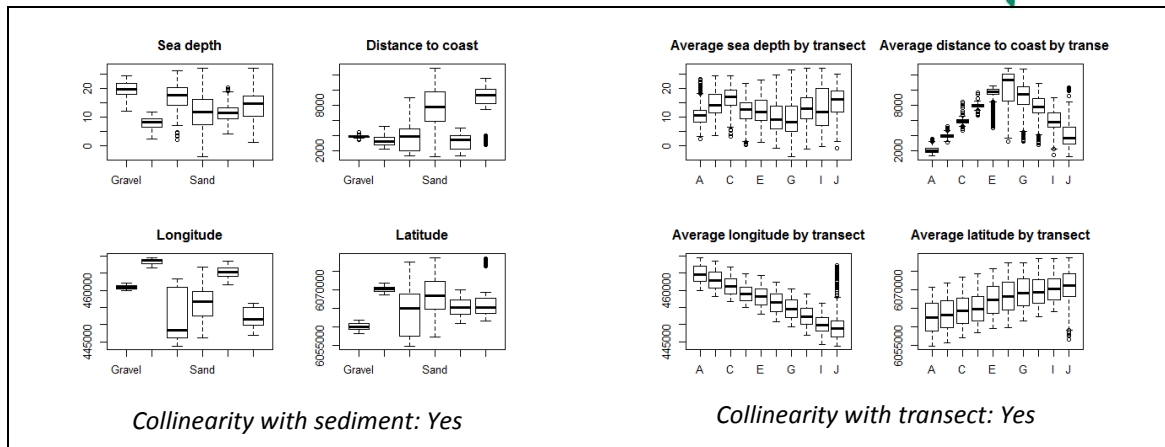 Sea depth
20
10
0
Gravel Sand
Distance to coast
8000
2000
Gravel Sand
Longitude
460000
445000
Gravel Sand
Latitude
6070000
6055000
Gravel Sand
Collinearity with sediment: Yes
Average sea depth by transect
20
10
0
A C E G I J
Average distance to coast by transe
8000
2000
A C E G I J
Average longitude by transect
460000
445000
A C E G I J
Average latitude by transect
6070000
6055000
A C E G I J
Collinearity with transect: Yes